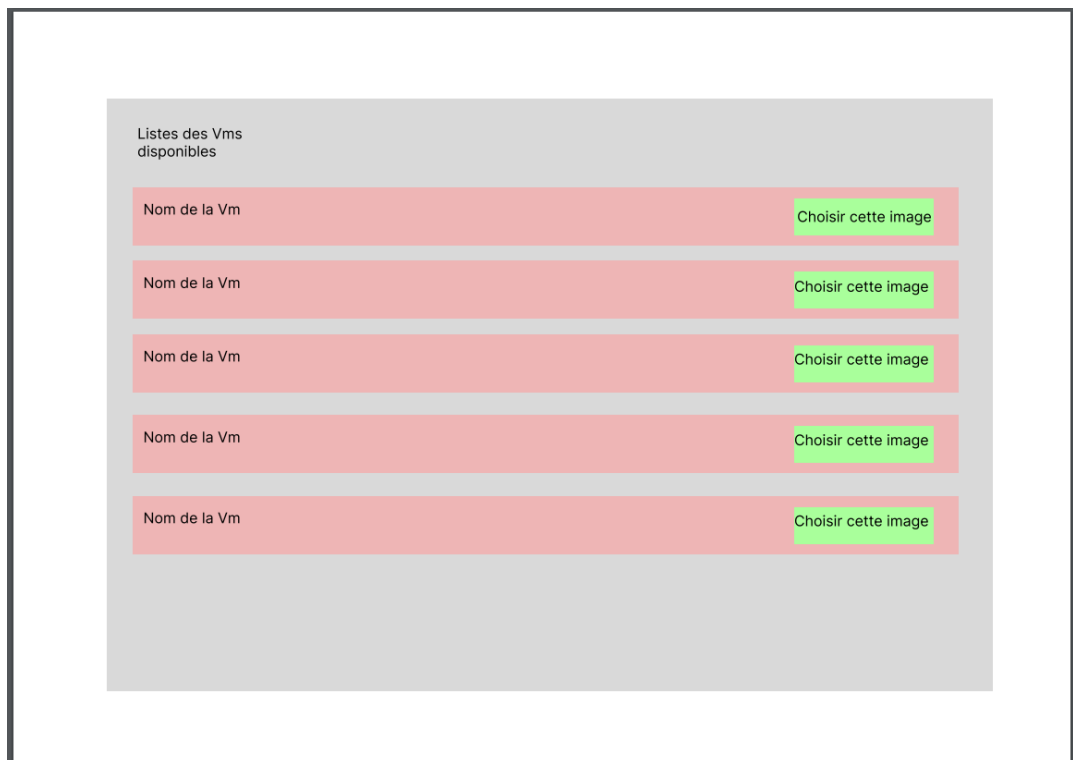 Listes des Vms
disponibles
Nom de la Vm
Choisir cette image
Nom de la Vm
Choisir cette image
Nom de la Vm
Choisir cette image
Nom de la Vm
Choisir cette image
Nom de la Vm
Choisir cette image